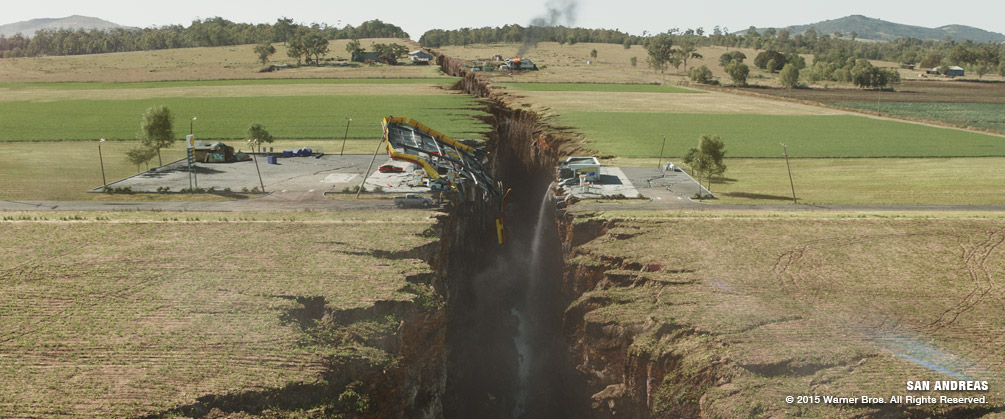 SAN ANDREAS
© 2015 Warner Bros. All Rights Reserved.